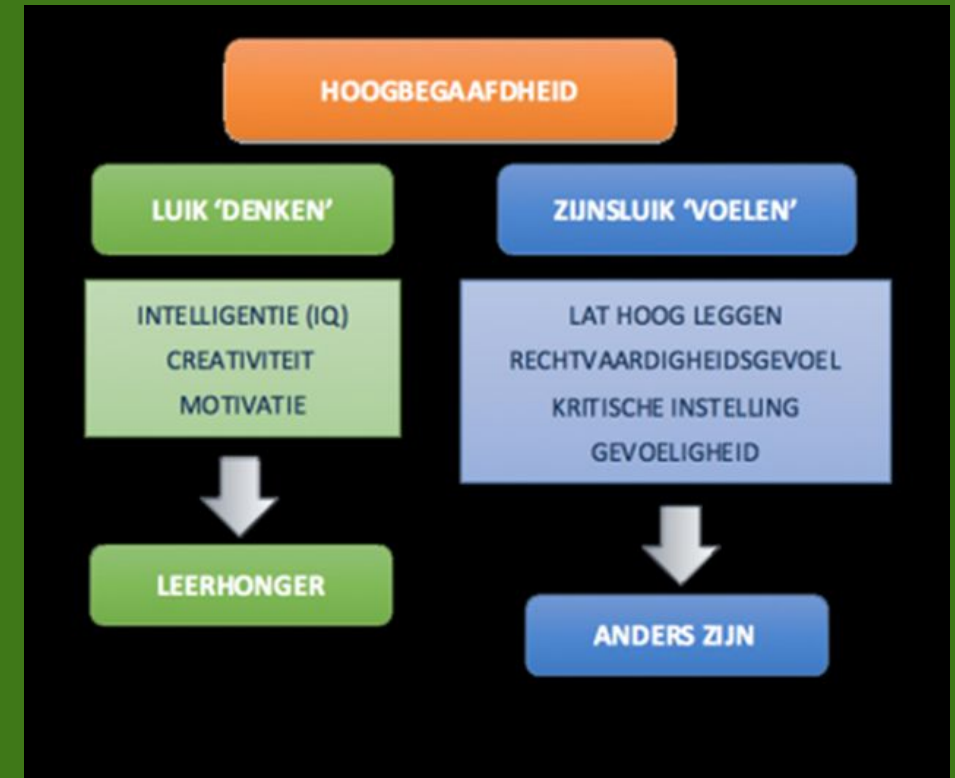 HOOGBEGAAFDHEID
LUIK ‘DENKEN’
INTELLIGENTIE (IQ)
CREATIVITEIT
MOTIVATIE
LEERHONGER
ZIJNSLUIK ‘VOELEN’
LAT HOOG LEGGEN
RECHTVAARDIGHEIDSGEVOEL
KRITISCHE INSTELLING
GEVOELIGHEID
ANDERS ZIJN